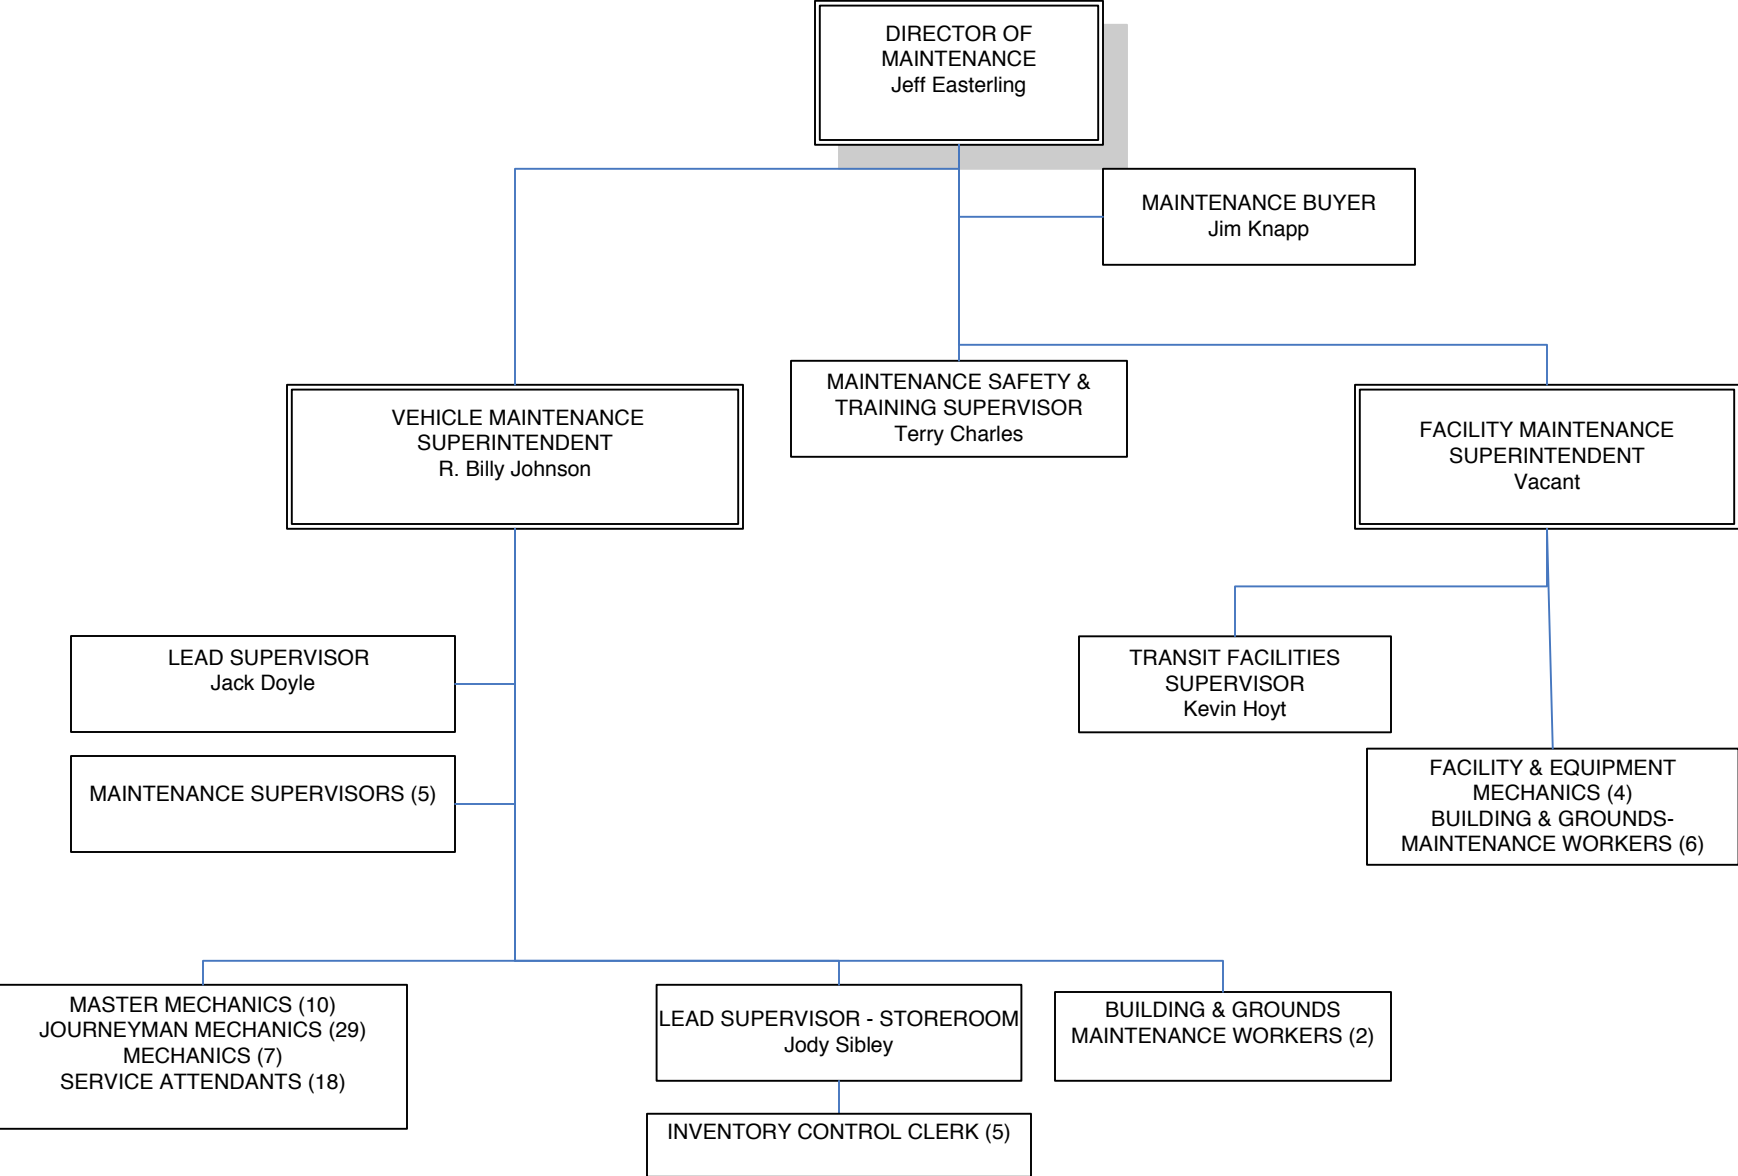 DIRECTOR OF
MAINTENANCE
Jeff Easterling
MAINTENANCE BUYER
Jim Knapp
MAINTENANCE SAFETY &
TRAINING SUPERVISOR
Terry Charles
VEHICLE MAINTENANCE
SUPERINTENDENT
R. Billy Johnson
FACILITY MAINTENANCE
SUPERINTENDENT
Vacant
LEAD SUPERVISOR
Jack Doyle
TRANSIT FACILITIES
SUPERVISOR
Kevin Hoyt
MAINTENANCE SUPERVISORS (5)
FACILITY & EQUIPMENT
MECHANICS (4)
BUILDING & GROUNDS-
MAINTENANCE WORKERS (6)
MASTER MECHANICS (10)
JOURNEYMAN MECHANICS (29)
MECHANICS (7)
SERVICE ATTENDANTS (18)
LEAD SUPERVISOR - STOREROOM
Jody Sibley
BUILDING & GROUNDS
MAINTENANCE WORKERS (2)
INVENTORY CONTROL CLERK (5)